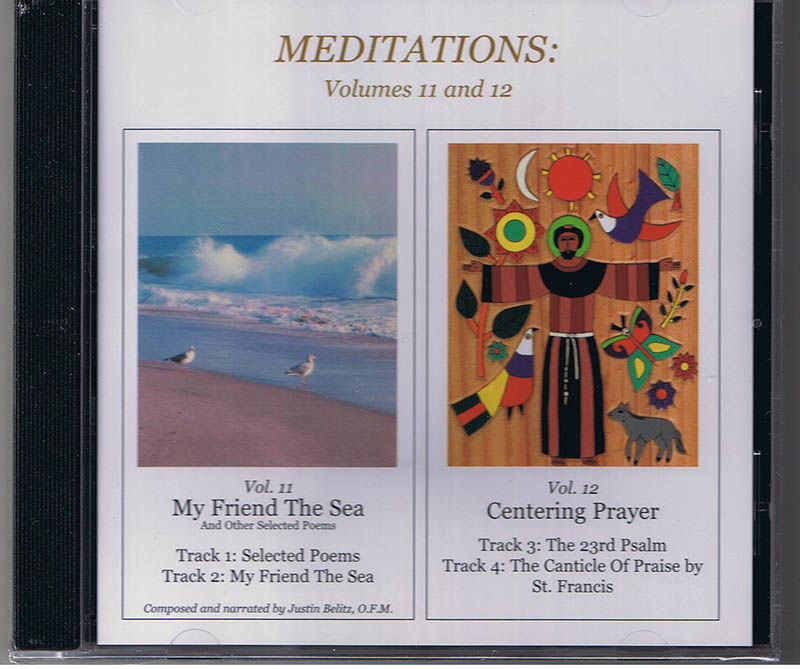 MEDITATIONS:
Volumes 11 and 12
Vol. 11
My Friend The Sea
And Other Selected Poems
Track 1: Selected Poems
Track 2: My Friend The Sea
Composed and narrated by Justin Belitz, O.F.M.
Vol. 12
Centering Prayer
Track 3: The 23rd Psalm
Track 4: The Canticle Of Praise by
St. Francis